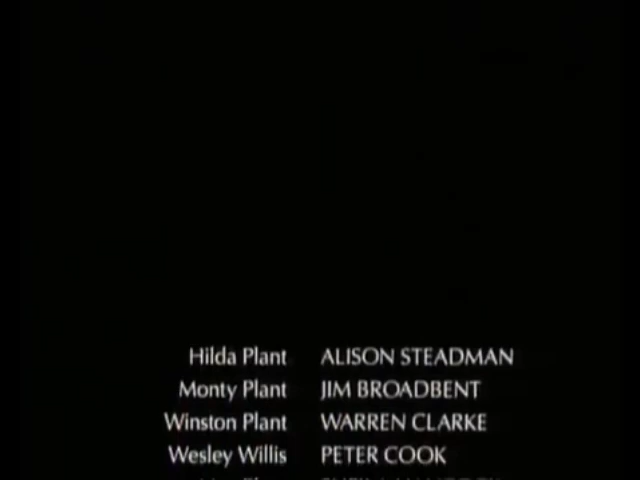 Hilda Plant ALISON STEADMAN
Monty Plant JIM BROADBENT
Winston Plant WARREN CLARKE
Wesley Willis PETER COOK